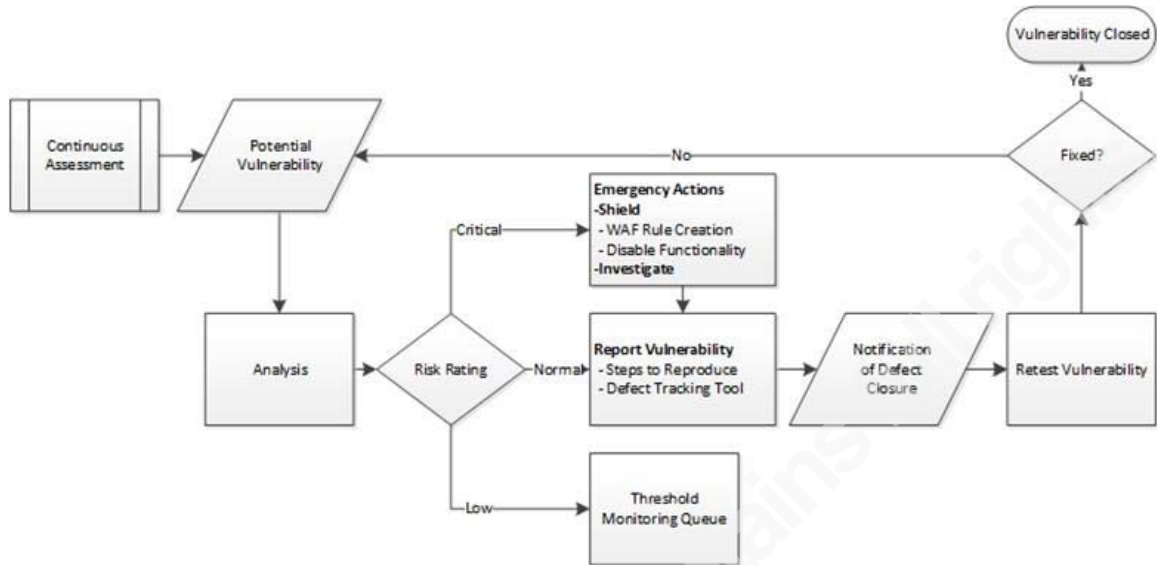 Vulnerability Closed
Yes
Continuous
Assessment
Potential
Vulnerability
No
Fixed?
Emergency Actions
-Shield
- WAF Rule Creation
- Disable Functionality
-Investigate
Critical
Analysis
Risk Rating
Normal
Report Vulnerability
- Steps to Reproduce
- Defect Tracking Tool
Notification
of Defect
Closure
Retest Vulnerability
Low
Threshold
Monitoring Queue